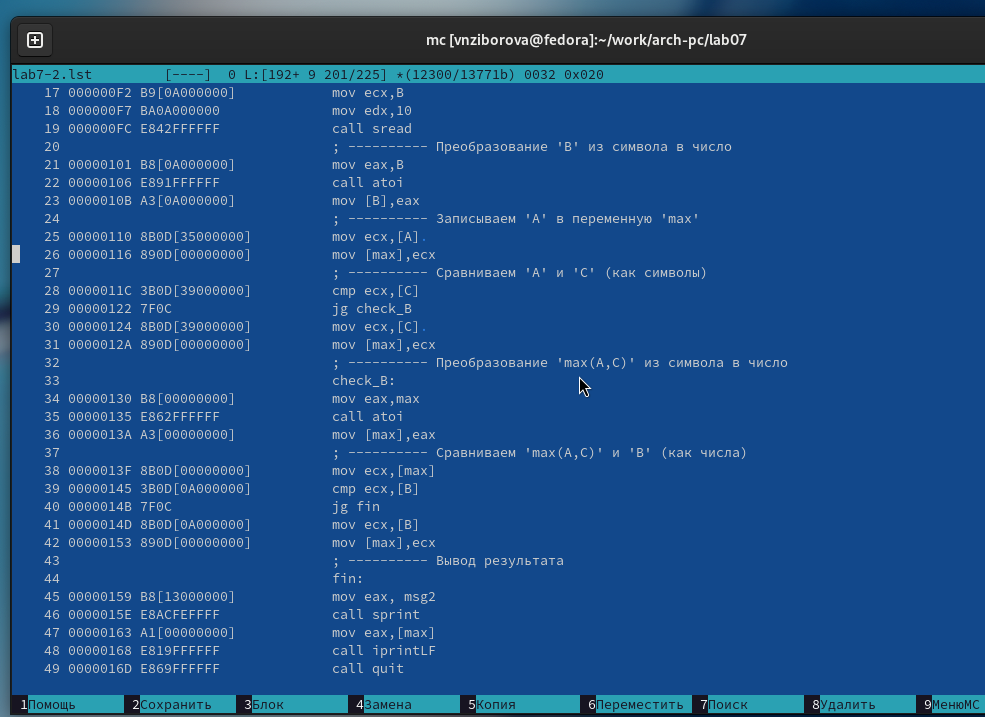 mc [vnziborova@fedora]:~/work/arch-pc/lab07
lab7-2.lst [----] 0 L:[192+ 9 201/225] *(12300/13771b) 0032 0x020
17 000000F2 B9[0A000000] mov ecx,B
18 000000F7 BA0A000000 mov edx,10
19 000000FC E842FFFFFF call sread
20 ; ---------- Преобразование 'B' из символа в число
21 00000101 B8[0A000000] mov eax,B
22 00000106 E891FFFFFF call atoi
23 0000010B A3[0A000000] mov [B],eax
24 ; ---------- Записываем 'A' в переменную 'max'
25 00000110 8B0D[35000000] mov ecx,[A].
26 00000116 890D[00000000] mov [max],ecx
27 ; ---------- Сравниваем 'A' и 'C' (как символы)
28 0000011C 3B0D[39000000] cmp ecx,[C]
29 00000122 7F0C jg check_B
30 00000124 8B0D[39000000] mov ecx,[C].
31 0000012A 890D[00000000] mov [max],ecx
32 ; ---------- Преобразование 'max(A,C)' из символа в число
33 check_B:
34 00000130 B8[00000000] mov eax,max
35 00000135 E862FFFFFF call atoi
36 0000013A A3[00000000] mov [max],eax
37 ; ---------- Сравниваем 'max(A,C)' и 'B' (как числа)
38 0000013F 8B0D[00000000] mov ecx,[max]
39 00000145 3B0D[0A000000] cmp ecx,[B]
40 0000014B 7F0C jg fin
41 0000014D 8B0D[0A000000] mov ecx,[B]
42 00000153 890D[00000000] mov [max],ecx
43 ; ---------- Вывод результата
44 fin:
45 00000159 B8[13000000] mov eax, msg2
46 0000015E E8ACFEFFFF call sprint
47 00000163 A1[00000000] mov eax,[max]
48 00000168 E819FFFFFF call iprintLF
49 0000016D E869FFFFFF call quit
1Помощь 2Сохранить 3Блок 4Замена 5Копия 6Переместить 7Поиск 8Удалить 9МенюMC